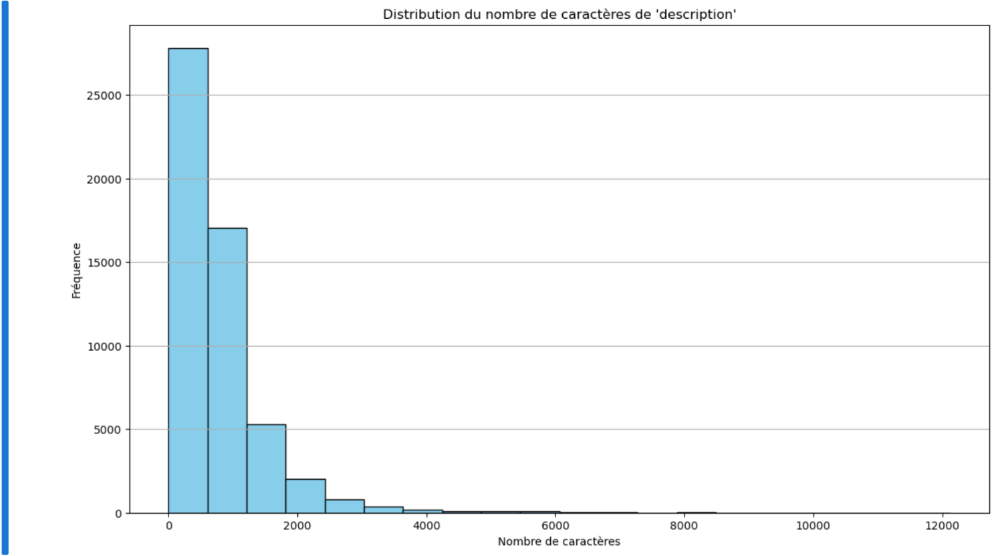 Distribution du nombre de caractères de 'description'
25000
20000
15000
10000
5000
0
Fréquence
0 2000 4000 6000 8000 10000 12000
Nombre de caractères